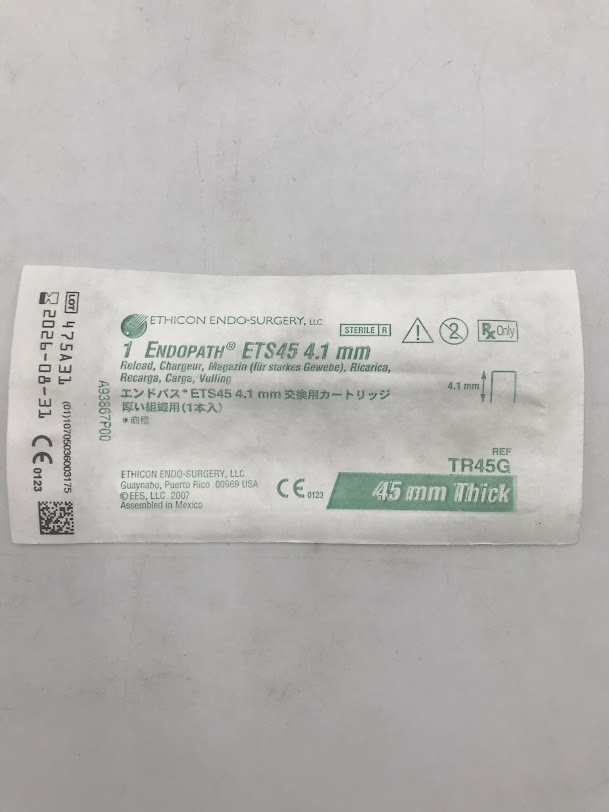 LOT 475A31
2026-08-31
(01)10705036003175
CE 0123
A93867P00
ETHICON ENDO-SURGERY, LLC
STERILE R
2
Rx Only
1 ENDOPATH® ETS45 4.1 mm
Reload, Chargeur, Magazin (für starkes Gewebe), Ricarica,
Recarga, Carga, Vulling
エンドパス*ETS45 4.1 mm 交換用カートリッジ
厚い組織用(1本入)
*商標
4.1 mm
ETHICON ENDO-SURGERY, LLC
Guaynabo, Puerto Rico 00969 USA
©EES, LLC 2007
Assembled in Mexico
CE 0123
REF
TR45G
45 mm Thick